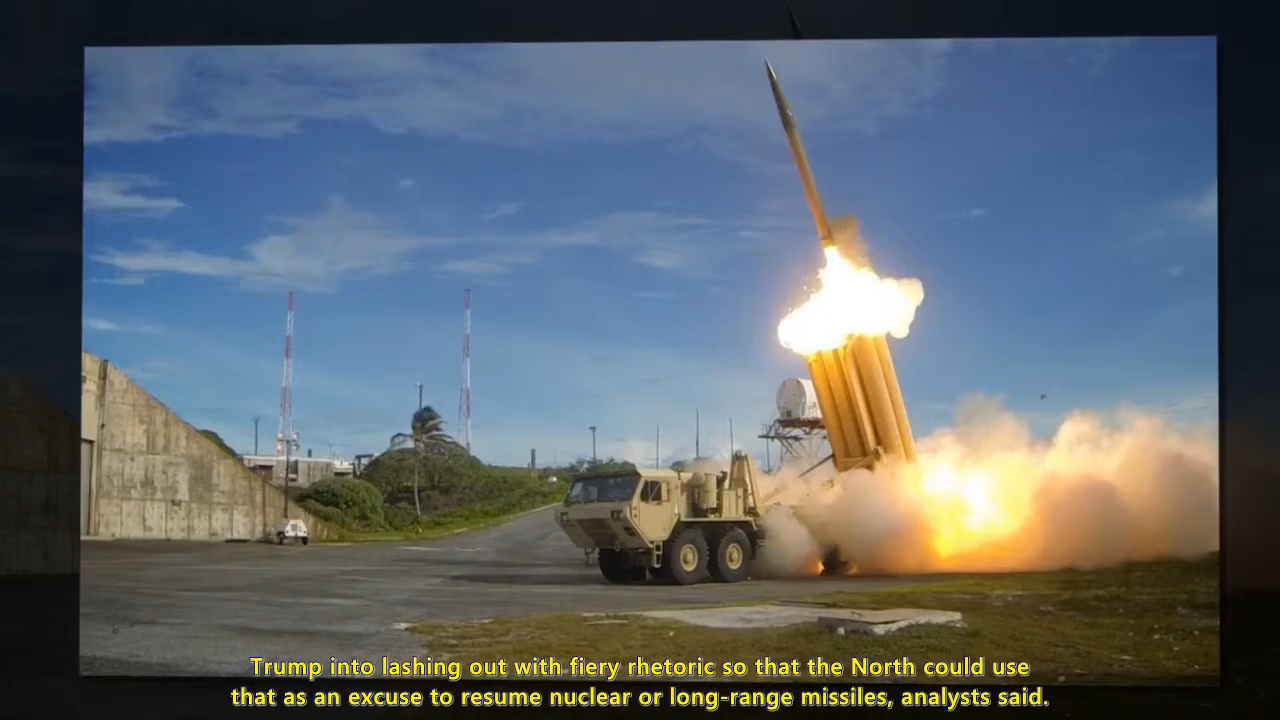 Trump into lashing out with fiery rhetoric so that the North could use
that as an excuse to resume nuclear or long-range missiles, analysts said.